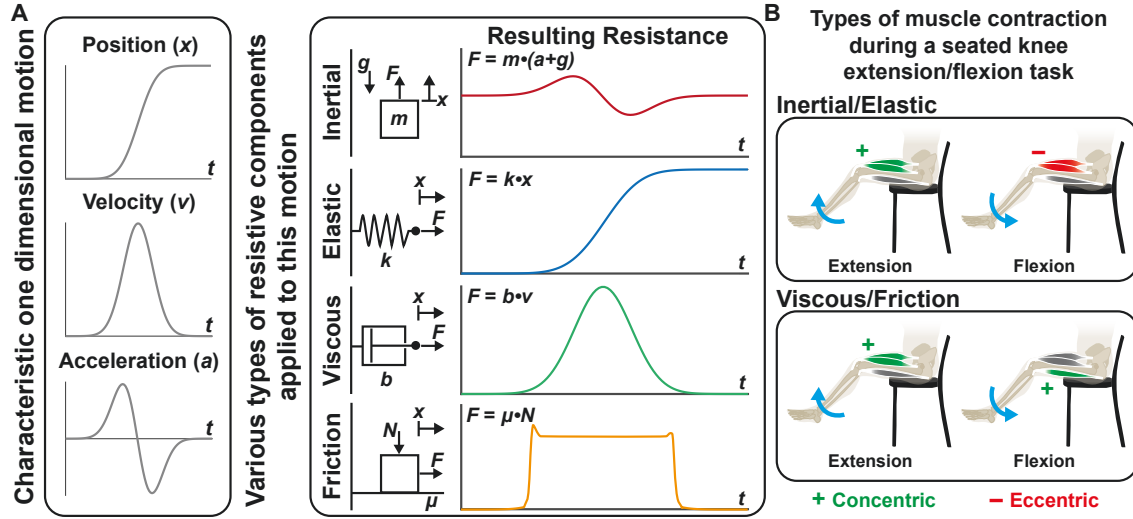 A
Characteristic one dimensional motion
Position (x)
t
Velocity (v)
t
Acceleration (a)
t
Various types of resistive components
applied to this motion
Resulting Resistance
Inertial
g
F
x
m
F = m•(a+g)
t
Elastic
x
F
k
F = k•x
t
Viscous
x
F
b
F = b•v
t
Friction
x
N
F
μ
F = μ•N
t
B
Types of muscle contraction
during a seated knee
extension/flexion task
Inertial/Elastic
+
−
Extension
Flexion
Viscous/Friction
+
+
Extension
Flexion
+ Concentric
− Eccentric